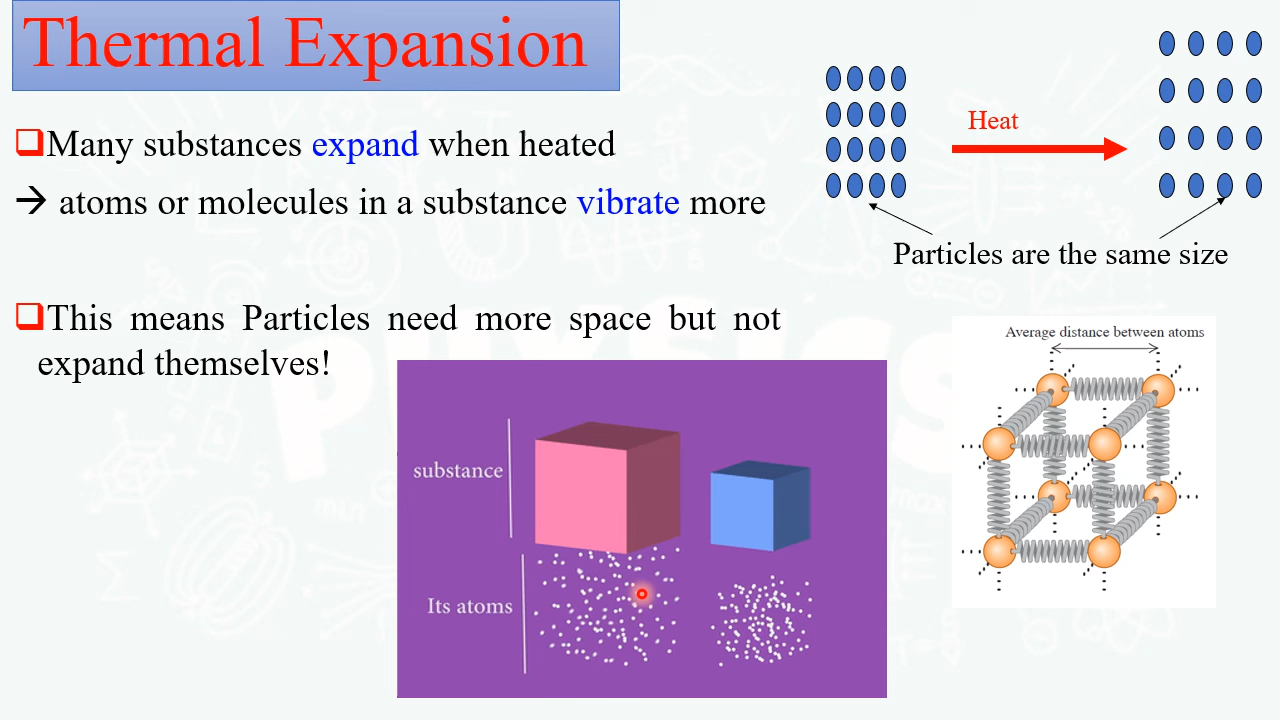 Thermal Expansion
Many substances expand when heated
→ atoms or molecules in a substance vibrate more
This means Particles need more space but not
expand themselves!
Heat
Particles are the same size
substance
Its atoms
Average distance between atoms
PHYSICS